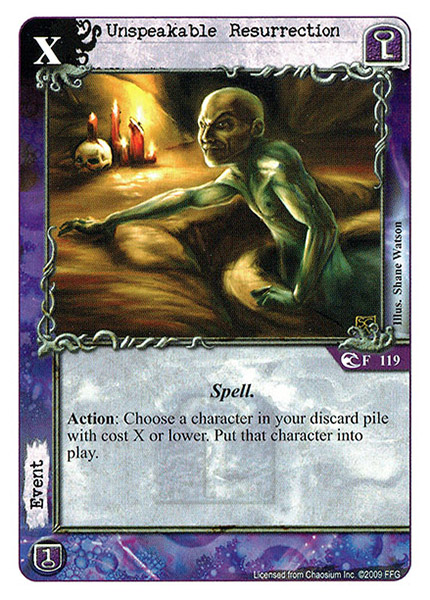 X
Unspeakable Resurrection
Illus. Shane Watson
F 119
Spell.
Action: Choose a character in your discard pile
with cost X or lower. Put that character into
play.
Event
1
Licensed from Chaosium Inc. ©2009 FFG